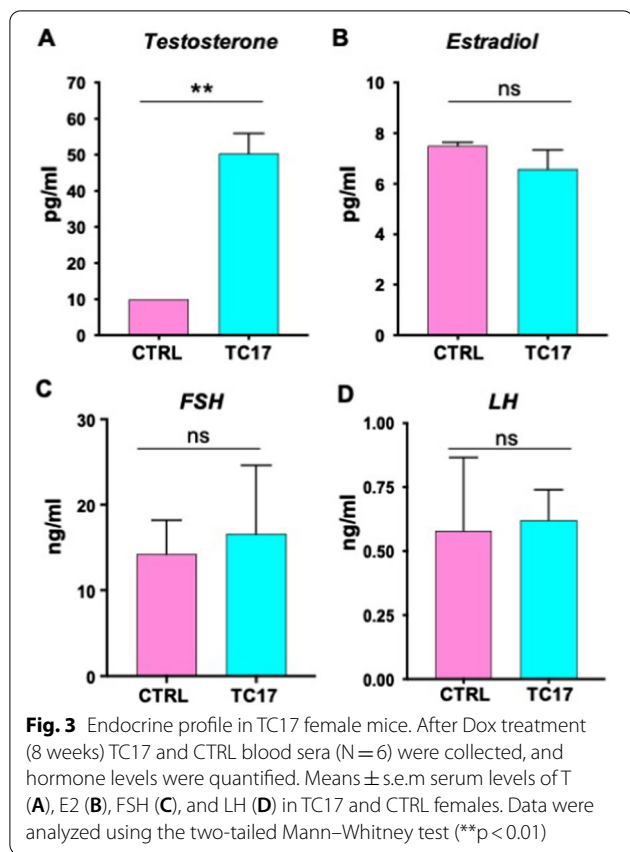 A
Testosterone
**
pg/ml
70
60
50
40
30
20
10
0
CTRL TC17
B
Estradiol
ns
pg/ml
10
8
6
4
2
0
CTRL TC17
C
FSH
ns
ng/ml
30
20
10
0
CTRL TC17
D
LH
ns
ng/ml
1.00
0.75
0.50
0.25
0.00
CTRL TC17
Fig. 3 Endocrine profile in TC17 female mice. After Dox treatment
(8 weeks) TC17 and CTRL blood sera (N = 6) were collected, and
hormone levels were quantified. Means ± s.e.m serum levels of T
(A), E2 (B), FSH (C), and LH (D) in TC17 and CTRL females. Data were
analyzed using the two-tailed Mann–Whitney test (**p < 0.01)